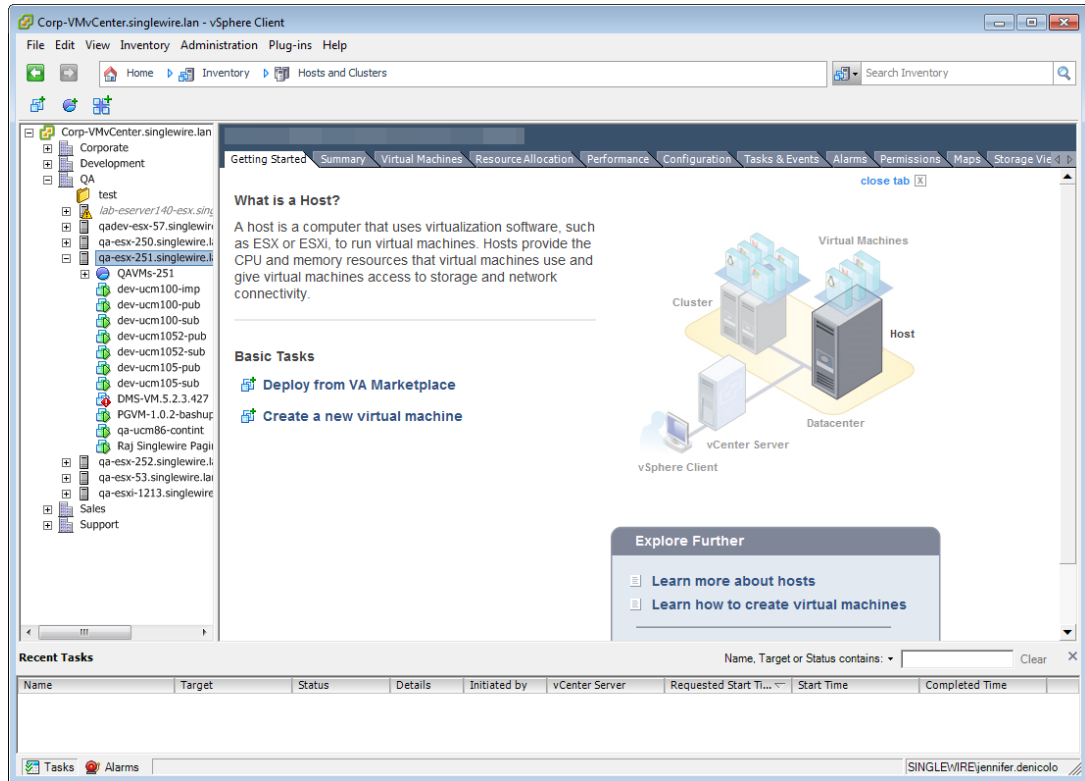 Corp-VMvCenter.singlewire.lan - vSphere Client
File Edit View Inventory Administration Plug-ins Help
Home Inventory Hosts and Clusters
Search Inventory
Corp-VMvCenter.singlewire.lan
Corporate
Development
QA
test
lab-eserver140-esx.sing
qadev-esx-57.singlewire
qa-esx-250.singlewire.l
qa-esx-251.singlewire.l
QAVMs-251
dev-ucm100-imp
dev-ucm100-pub
dev-ucm100-sub
dev-ucm1052-pub
dev-ucm1052-sub
dev-ucm105-pub
dev-ucm105-sub
DMS-VM.5.2.3.427
PGVM-1.0.2-bashup
qa-ucm86-contint
Raj Singlewire Pagi
qa-esx-252.singlewire.l
qa-esx-53.singlewire.la
qa-esxi-1213.singlewire
Sales
Support
Getting Started Summary Virtual Machines Resource Allocation Performance Configuration Tasks & Events Alarms Permissions Maps Storage Vie
close tab X
What is a Host?
A host is a computer that uses virtualization software, such
as ESX or ESXi, to run virtual machines. Hosts provide the
CPU and memory resources that virtual machines use and
give virtual machines access to storage and network
connectivity.
Basic Tasks
Deploy from VA Marketplace
Create a new virtual machine
Virtual Machines
Cluster
Host
Datacenter
vCenter Server
vSphere Client
Explore Further
Learn more about hosts
Learn how to create virtual machines
Recent Tasks
Name, Target or Status contains:
Clear
Name Target Status Details Initiated by vCenter Server Requested Start Ti... Start Time Completed Time
Tasks Alarms
SINGLEWIRE\jennifer.denicolo